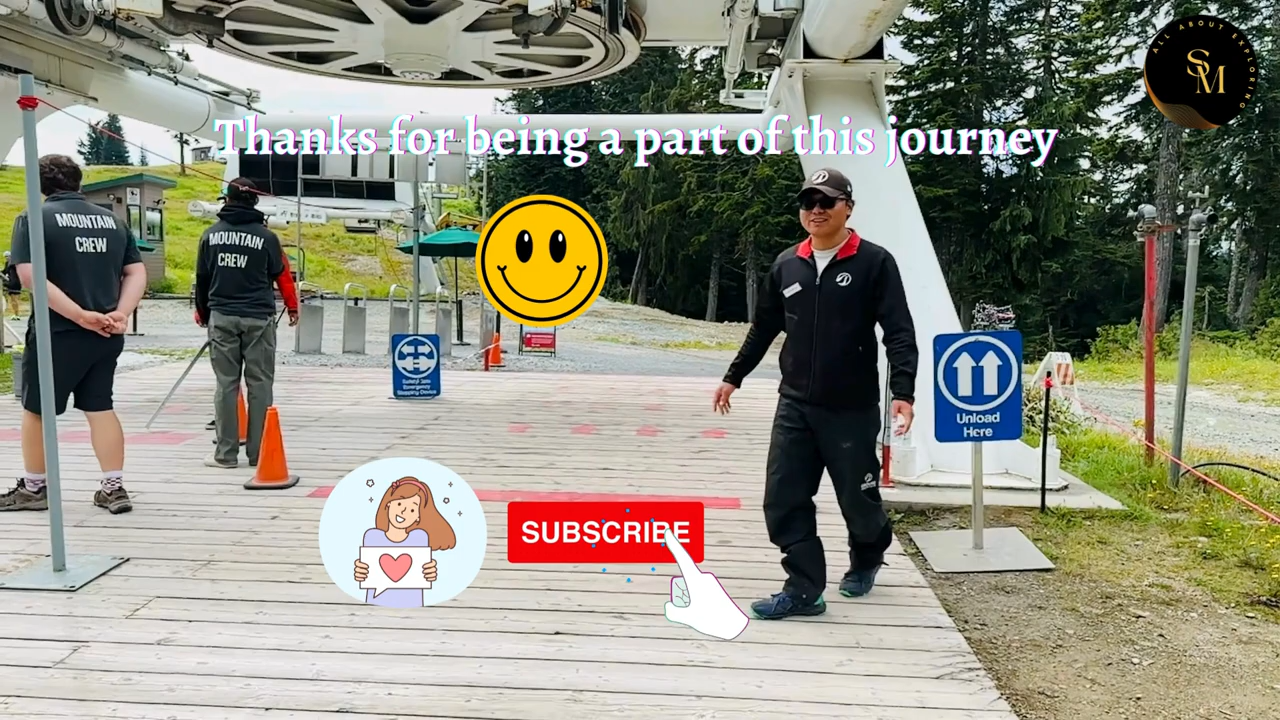 ALL ABOUT EXPLORING
SM
Thanks for being a part of this journey
MOUNTAIN
CREW
MOUNTAIN
CREW
Unload
Here
SUBSCRIBE